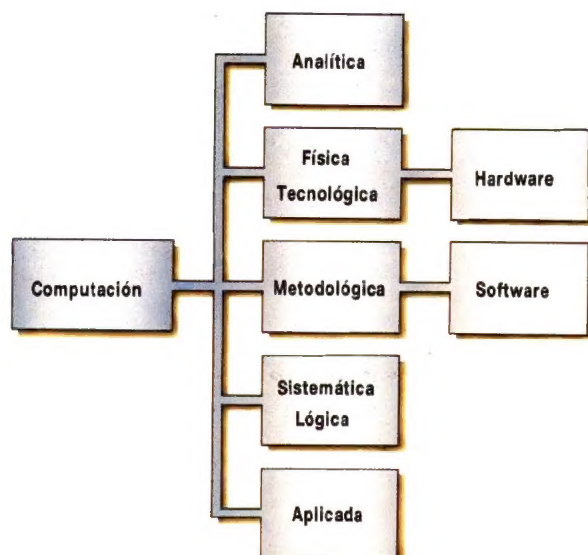 Analítica
Física
Tecnológica
Hardware
Computación
Metodológica
Software
Sistemática
Lógica
Aplicada